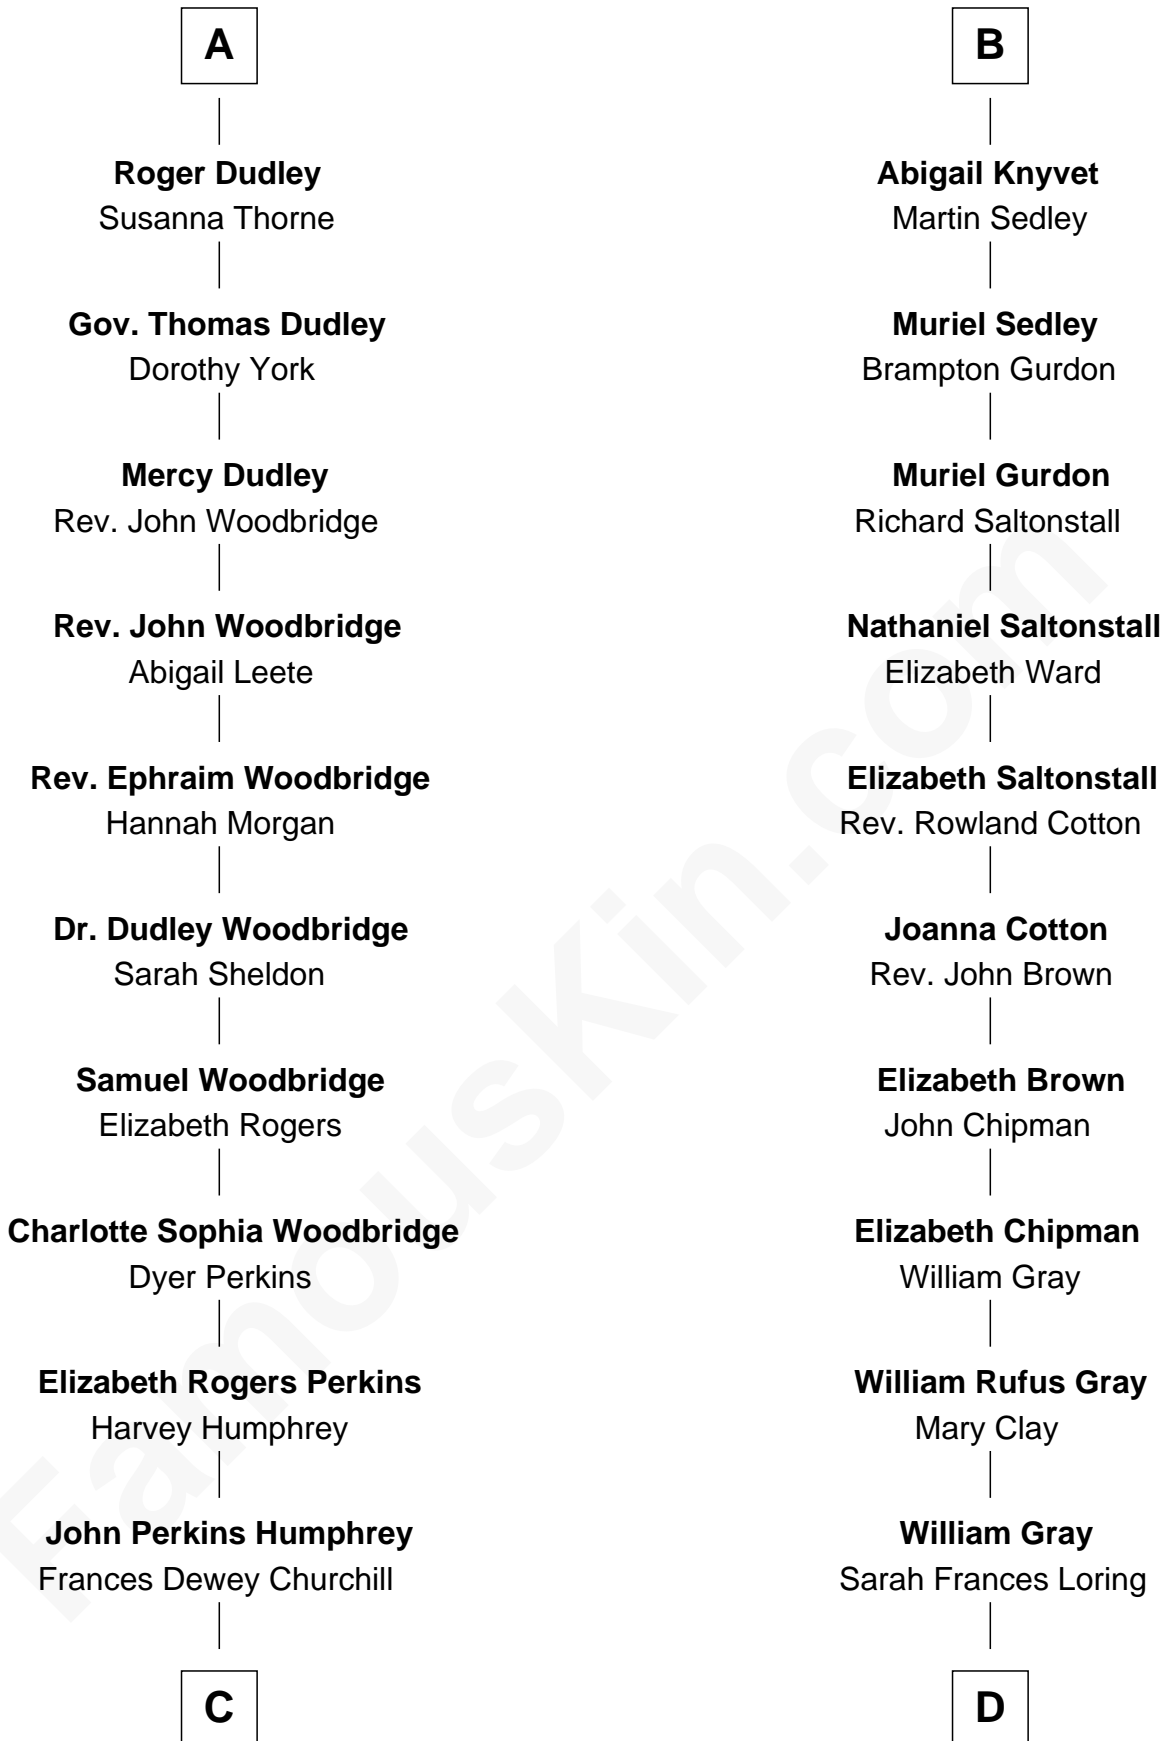 A
Roger Dudley
Susanna Thorne
Gov. Thomas Dudley
Dorothy York
Mercy Dudley
Rev. John Woodbridge
Rev. John Woodbridge
Abigail Leete
Rev. Ephraim Woodbridge
Hannah Morgan
Dr. Dudley Woodbridge
Sarah Sheldon
Samuel Woodbridge
Elizabeth Rogers
Charlotte Sophia Woodbridge
Dyer Perkins
Elizabeth Rogers Perkins
Harvey Humphrey
John Perkins Humphrey
Frances Dewey Churchill
C
B
Abigail Knyvet
Martin Sedley
Muriel Sedley
Brampton Gurdon
Muriel Gurdon
Richard Saltonstall
Nathaniel Saltonstall
Elizabeth Ward
Elizabeth Saltonstall
Rev. Rowland Cotton
Joanna Cotton
Rev. John Brown
Elizabeth Brown
John Chipman
Elizabeth Chipman
William Gray
William Rufus Gray
Mary Clay
William Gray
Sarah Frances Loring
D
FamousKin.com